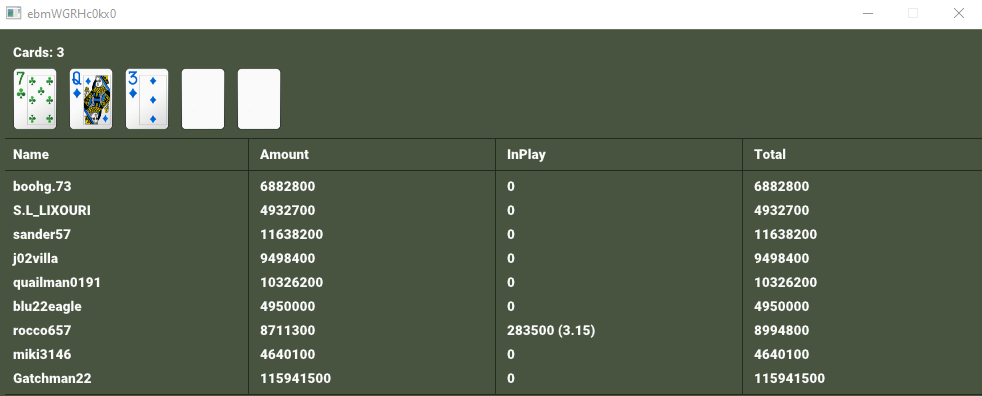 ebmWGRHc0kx0
Cards: 3
7 Q 3
Name Amount InPlay Total
boohg.73 6882800 0 6882800
S.L_LIXOURI 4932700 0 4932700
sander57 11638200 0 11638200
j02villa 9498400 0 9498400
quailman0191 10326200 0 10326200
blu22eagle 4950000 0 4950000
rocco657 8711300 283500 (3.15) 8994800
miki3146 4640100 0 4640100
Gatchman22 115941500 0 115941500